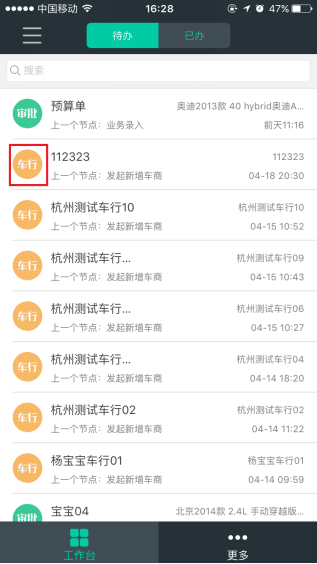 中国移动 16:28 47%
待办 已办
搜索
审批 预算单 奥迪2013款 40 hybrid奥迪A...
上一个节点：业务录入 前天11:16
车行 112323 112323
上一个节点：发起新增车商 04-18 20:30
车行 杭州测试车行10 杭州测试车行10
上一个节点：发起新增车商 04-15 10:52
车行 杭州测试车行... 杭州测试车行09
上一个节点：发起新增车商 04-15 10:43
车行 杭州测试车行... 杭州测试车行06
上一个节点：发起新增车商 04-15 10:27
车行 杭州测试车行... 杭州测试车行04
上一个节点：发起新增车商 04-14 18:20
车行 杭州测试车行02 杭州测试车行02
上一个节点：发起新增车商 04-14 11:22
车行 杨宝宝车行01 杨宝宝车行01
上一个节点：发起新增车商 04-14 09:59
审批 宝宝04 北京2014款 2.4L 手动穿越版...
工作台 更多